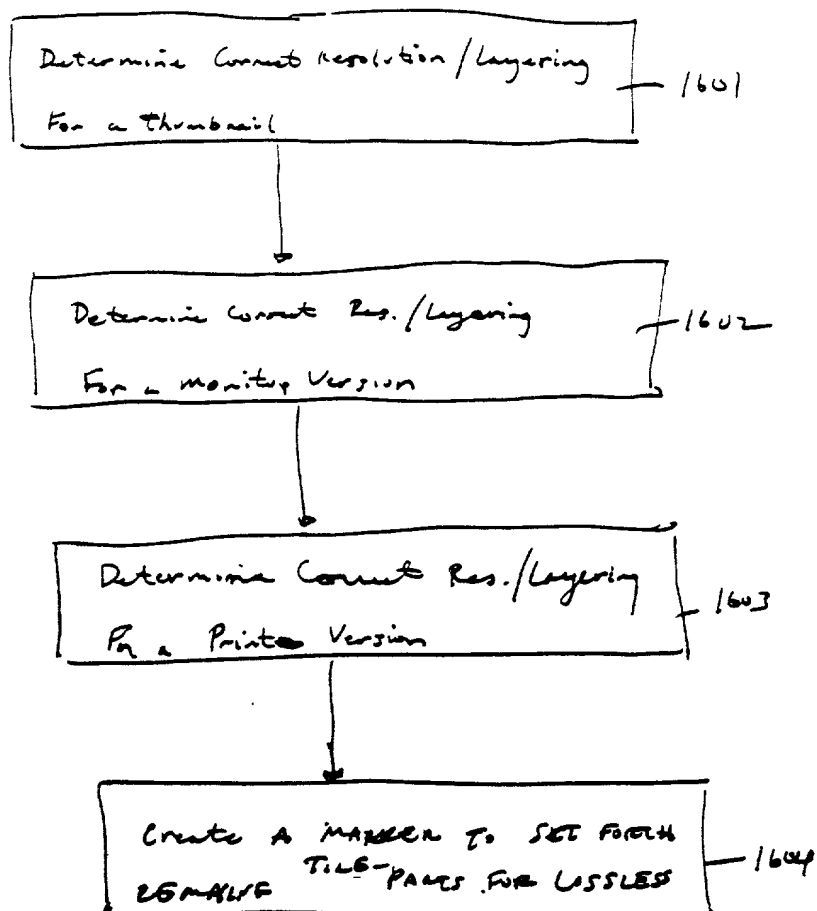 Determine Correct Resolution/Layering
1601
For a thumbnail
Determine Correct Res./Layering
1602
For a Monitor Version
Determine Correct Res./Layering
1603
For a Print Version
Create A MARKER TO SET FORTH
TILE-PARTS FOR LOSSLESS
1604